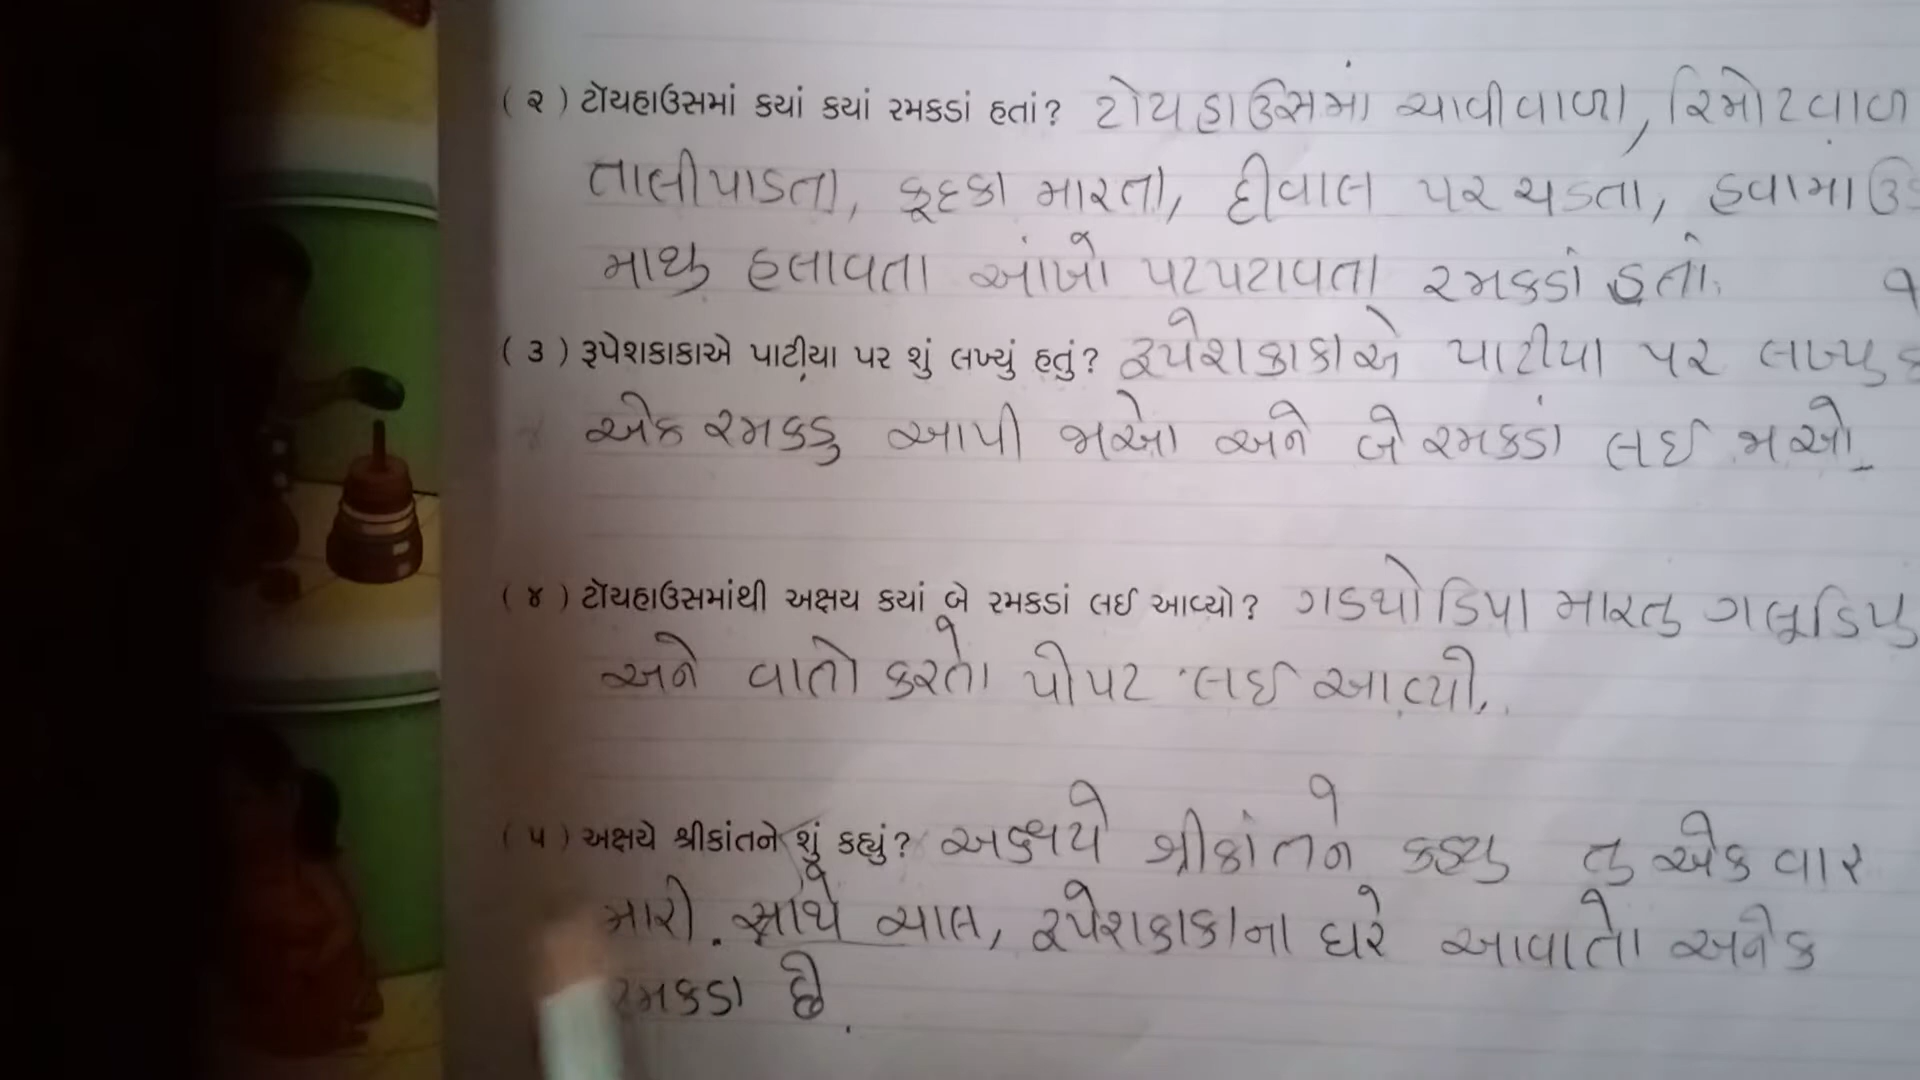 (૨) ટૉયહાઉસમાં કયાં કયાં રમકડાં હતાં? ટોયહાઉસમાં ચાવીવાળા, રિમોટવાળ
તાલીપાડતા, કૂદકા મારતા, દીવાલ પર ચડતા, હવામા
માથુ હલાવતા આંખો પટપટાવતા રમકડાં હતાં.
(૩) રૂપેશકાકાએ પાટીયા પર શું લખ્યું હતું? રૂપેશકાકાએ પાટીયા પર લખ્યુ
એક રમકડુ આપી જાઓ અને બે રમકડાં લઈ જાઓ
(૪) ટૉયહાઉસમાંથી અક્ષય કયાં બે રમકડાં લઈ આવ્યો? ગડથોડિયા મારતુ ગલૂડિયુ
અને વાતો કરતો પોપટ લઈ આવ્યો.
(૫) અક્ષયે શ્રીકાંતને શું કહ્યું? અક્ષયે શ્રીકાંતને કહ્યુ તુ એક વાર
મારી સાથે ચાલ, રૂપેશકાકાના ઘરે આવાતો અનેક
રમકડા છે.